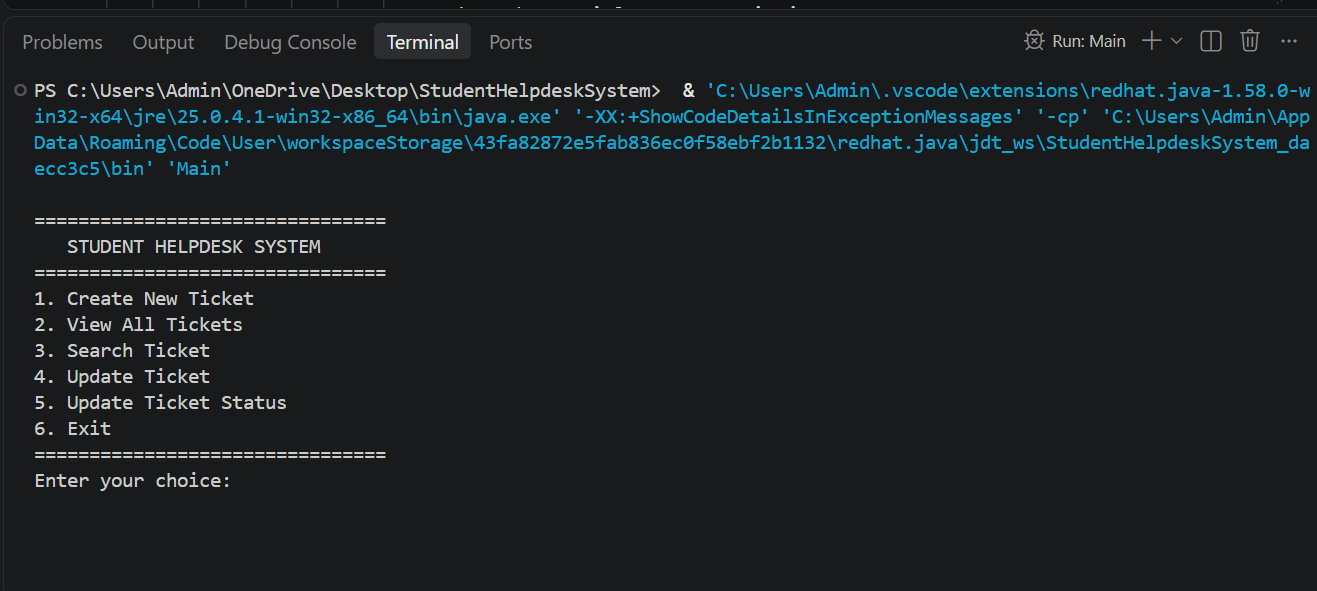 Problems Output Debug Console Terminal Ports Run: Main
PS C:\Users\Admin\OneDrive\Desktop\StudentHelpdeskSystem>  & 'C:\Users\Admin\.vscode\extensions\redhat.java-1.58.0-w
in32-x64\jre\25.0.4.1-win32-x86_64\bin\java.exe' '-XX:+ShowCodeDetailsInExceptionMessages' '-cp' 'C:\Users\Admin\App
Data\Roaming\Code\User\workspaceStorage\43fa82872e5fab836ec0f58ebf2b1132\redhat.java\jdt_ws\StudentHelpdeskSystem_da
ecc3c5\bin' 'Main'
================================
   STUDENT HELPDESK SYSTEM
================================
1. Create New Ticket
2. View All Tickets
3. Search Ticket
4. Update Ticket
5. Update Ticket Status
6. Exit
================================
Enter your choice: